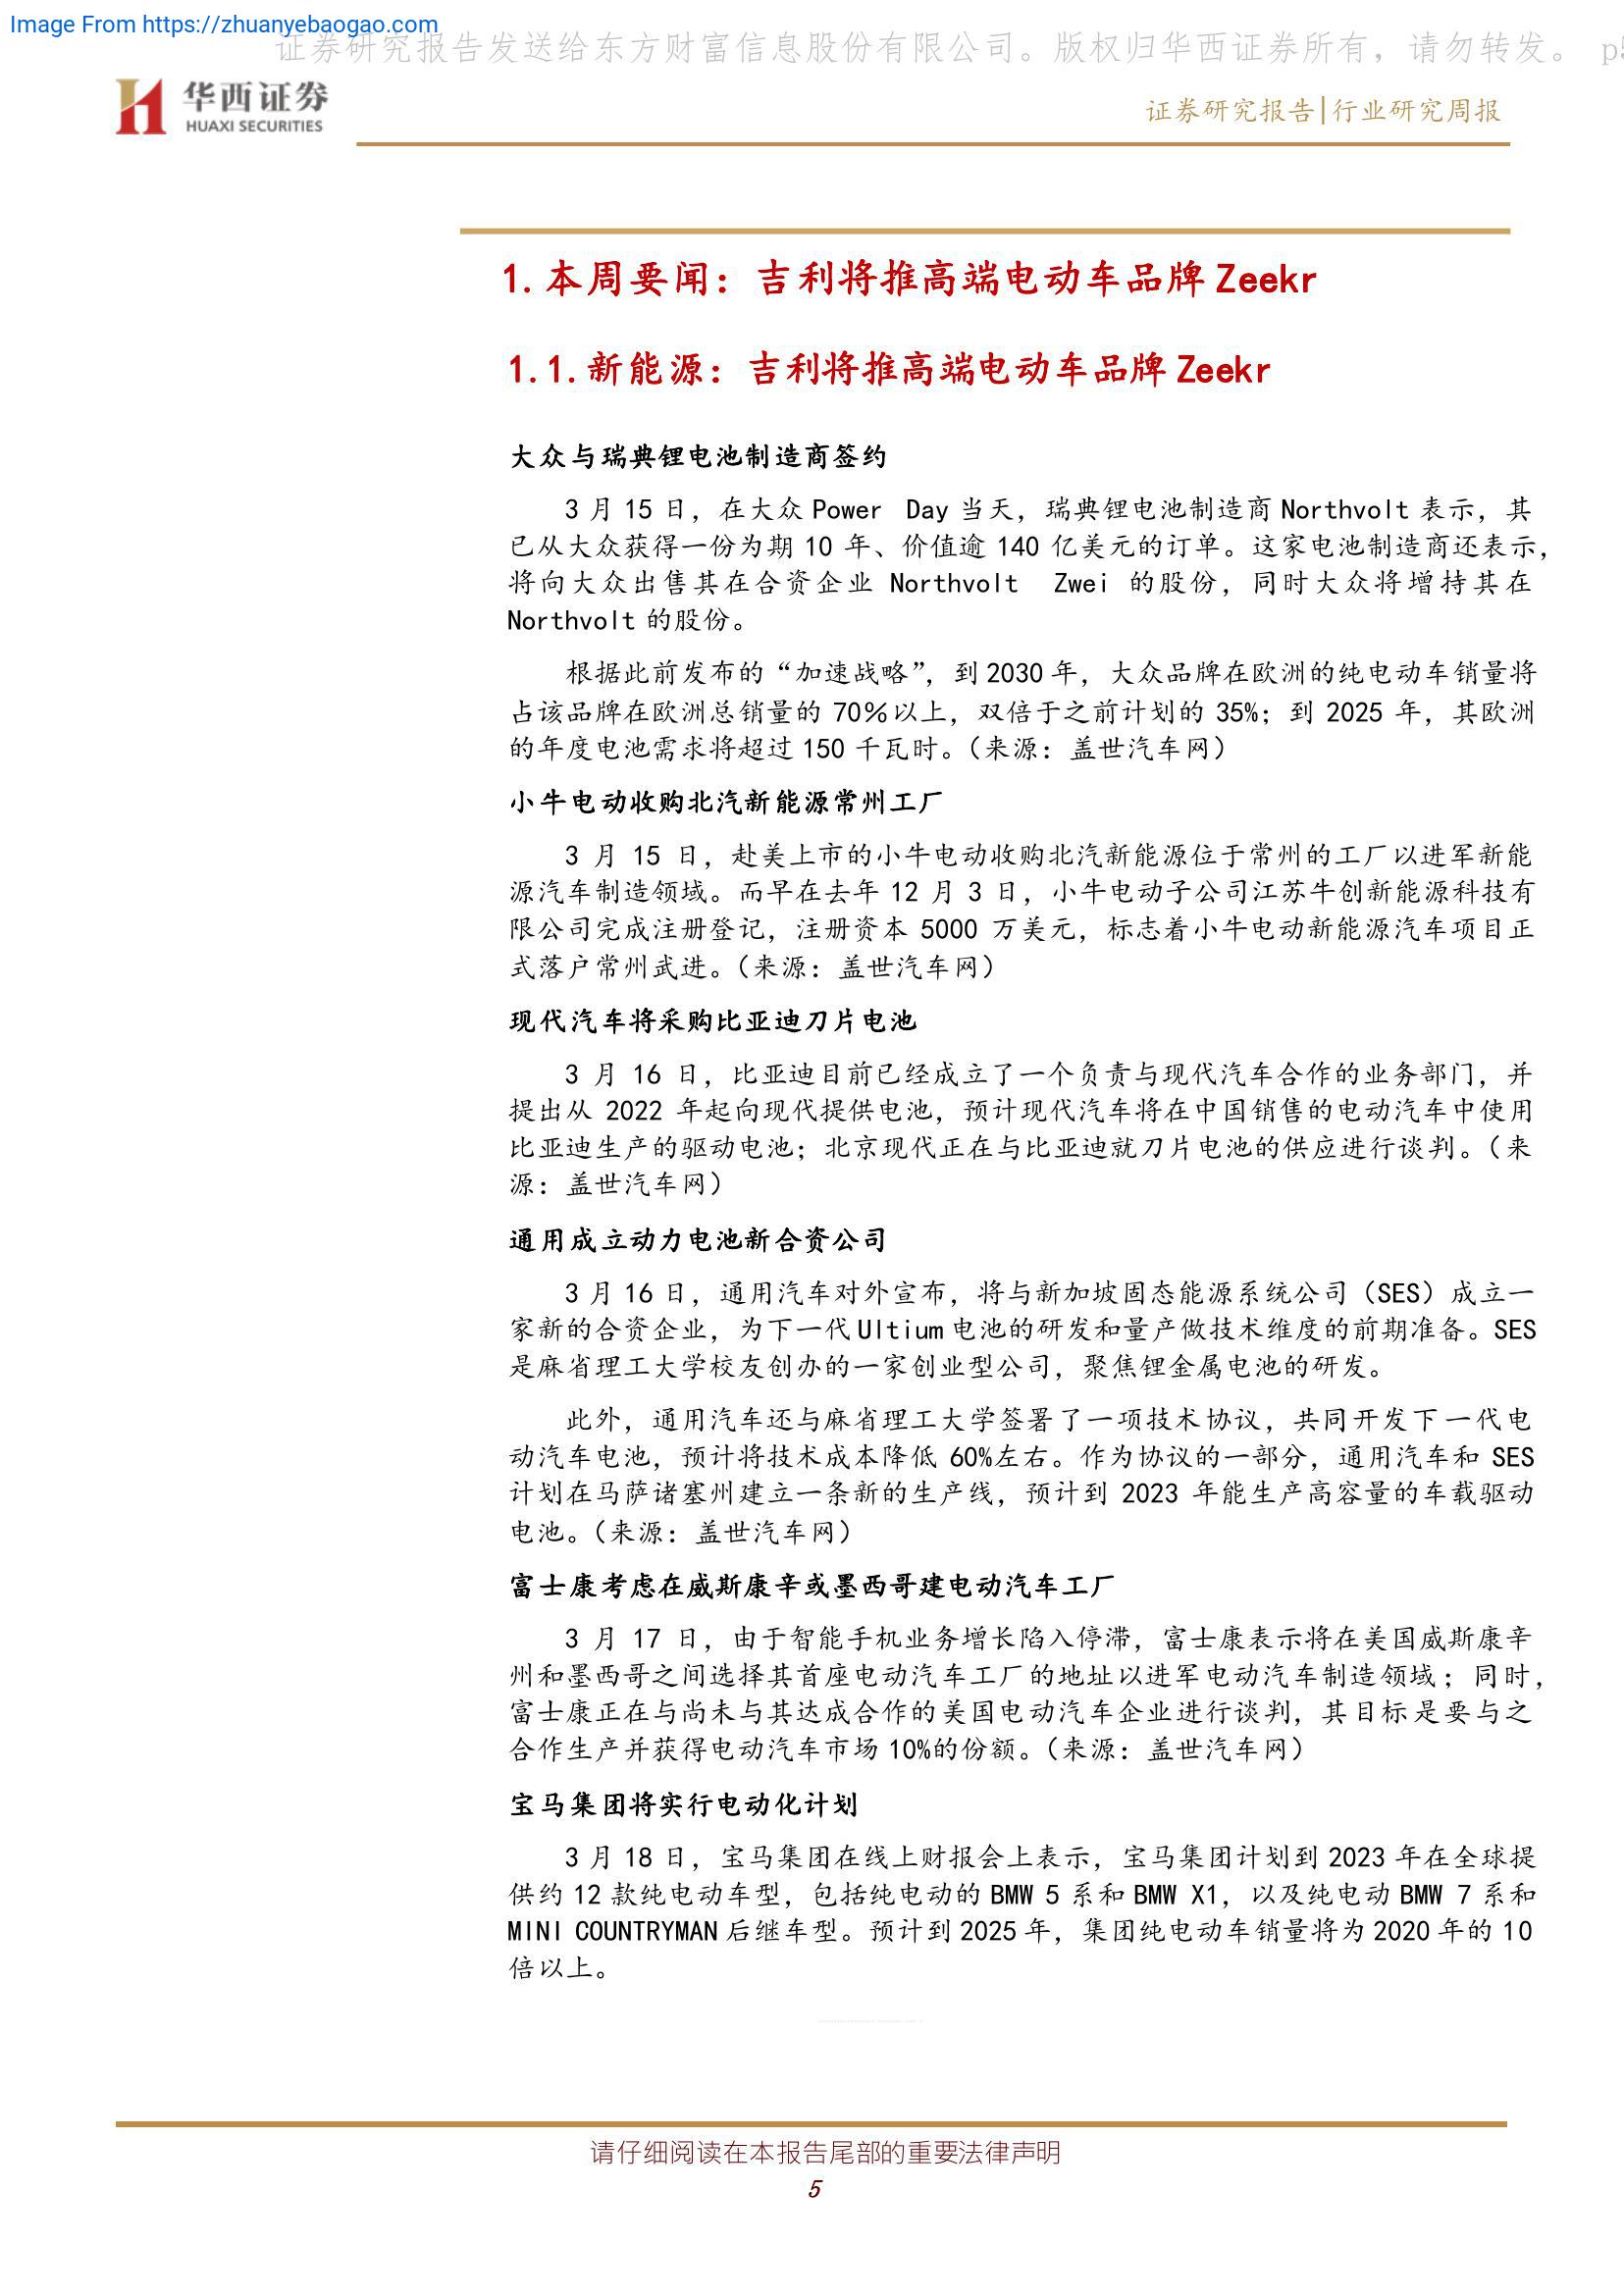 Image From https://zhuanyebaogao.com
证券研究报告发送给东方财富信息股份有限公司。版权归华西证券所有，请勿转发。 p5
华西证券
HUAXI SECURITIES
证券研究报告|行业研究周报
1.本周要闻：吉利将推高端电动车品牌 Zeekr
1.1.新能源：吉利将推高端电动车品牌 Zeekr
大众与瑞典锂电池制造商签约
3 月 15 日，在大众 Power Day 当天，瑞典锂电池制造商 Northvolt 表示，其
已从大众获得一份为期 10 年、价值逾 140 亿美元的订单。这家电池制造商还表示，
将向大众出售其在合资企业 Northvolt Zwei 的股份，同时大众将增持其在
Northvolt 的股份。
根据此前发布的“加速战略”，到 2030 年，大众品牌在欧洲的纯电动车销量将
占该品牌在欧洲总销量的 70%以上，双倍于之前计划的 35%；到 2025 年，其欧洲
的年度电池需求将超过 150 千瓦时。（来源：盖世汽车网）
小牛电动收购北汽新能源常州工厂
3 月 15 日，赴美上市的小牛电动收购北汽新能源位于常州的工厂以进军新能
源汽车制造领域。而早在去年 12 月 3 日，小牛电动子公司江苏牛创新能源科技有
限公司完成注册登记，注册资本 5000 万美元，标志着小牛电动新能源汽车项目正
式落户常州武进。（来源：盖世汽车网）
现代汽车将采购比亚迪刀片电池
3 月 16 日，比亚迪目前已经成立了一个负责与现代汽车合作的业务部门，并
提出从 2022 年起向现代提供电池，预计现代汽车将在中国销售的电动汽车中使用
比亚迪生产的驱动电池；北京现代正在与比亚迪就刀片电池的供应进行谈判。（来
源：盖世汽车网）
通用成立动力电池新合资公司
3 月 16 日，通用汽车对外宣布，将与新加坡固态能源系统公司（SES）成立一
家新的合资企业，为下一代 Ultium 电池的研发和量产做技术维度的前期准备。SES
是麻省理工大学校友创办的一家创业型公司，聚焦锂金属电池的研发。
此外，通用汽车还与麻省理工大学签署了一项技术协议，共同开发下一代电
动汽车电池，预计将技术成本降低 60%左右。作为协议的一部分，通用汽车和 SES
计划在马萨诸塞州建立一条新的生产线，预计到 2023 年能生产高容量的车载驱动
电池。（来源：盖世汽车网）
富士康考虑在威斯康辛或墨西哥建电动汽车工厂
3 月 17 日，由于智能手机业务增长陷入停滞，富士康表示将在美国威斯康辛
州和墨西哥之间选择其首座电动汽车工厂的地址以进军电动汽车制造领域；同时，
富士康正在与尚未与其达成合作的美国电动汽车企业进行谈判，其目标是要与之
合作生产并获得电动汽车市场 10%的份额。（来源：盖世汽车网）
宝马集团将实行电动化计划
3 月 18 日，宝马集团在线上财报会上表示，宝马集团计划到 2023 年在全球提
供约 12 款纯电动车型，包括纯电动的 BMW 5 系和 BMW X1，以及纯电动 BMW 7 系和
MINI COUNTRYMAN 后继车型。预计到 2025 年，集团纯电动车销量将为 2020 年的 10
倍以上。
请仔细阅读在本报告尾部的重要法律声明
5